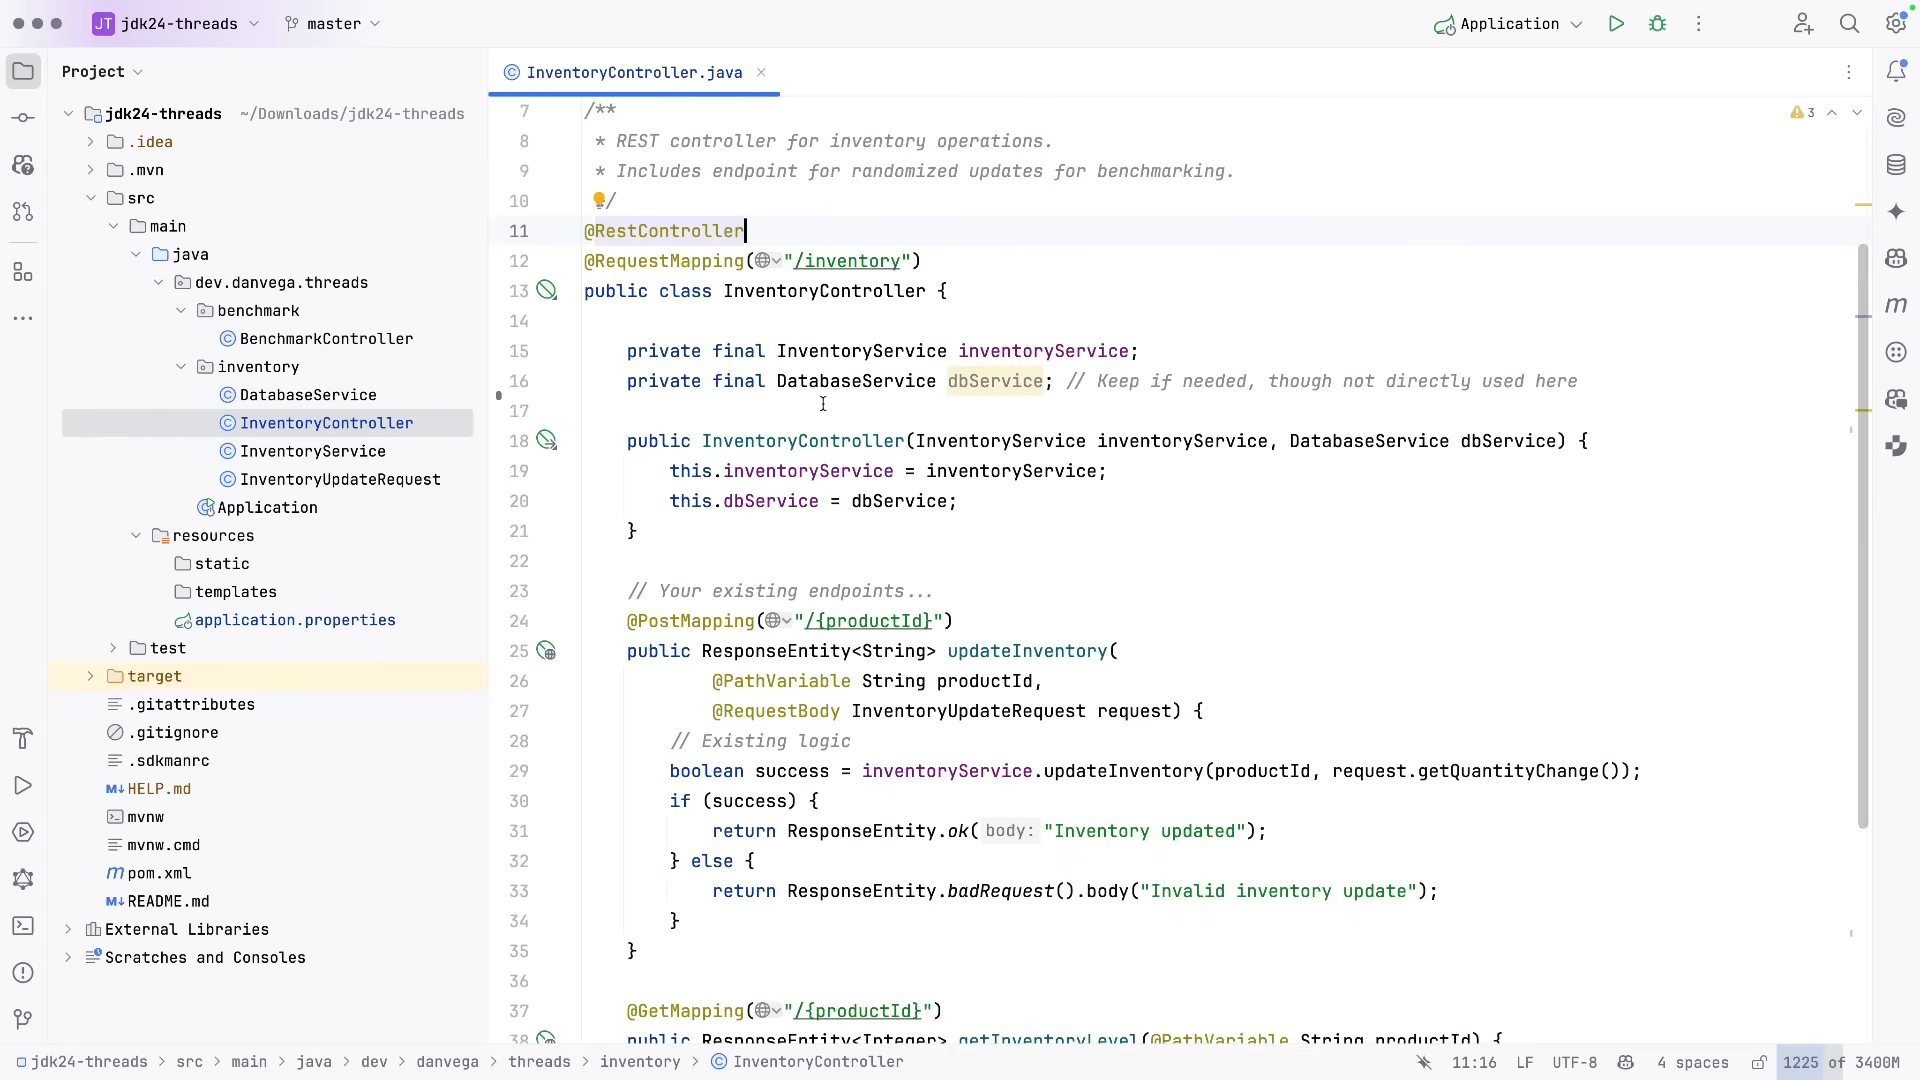 JT jdk24-threads master Application
Project
jdk24-threads ~/Downloads/jdk24-threads
.idea
.mvn
src
main
java
dev.danvega.threads
benchmark
BenchmarkController
inventory
DatabaseService
InventoryController
InventoryService
InventoryUpdateRequest
Application
resources
static
templates
application.properties
test
target
.gitattributes
.gitignore
.sdkmanrc
M↓ HELP.md
mvnw
mvnw.cmd
m pom.xml
M↓ README.md
External Libraries
Scratches and Consoles
InventoryController.java
3
7 /**
8 * REST controller for inventory operations.
9 * Includes endpoint for randomized updates for benchmarking.
10 */
11 @RestController
12 @RequestMapping("/inventory")
13 public class InventoryController {
14
15 private final InventoryService inventoryService;
16 private final DatabaseService dbService; // Keep if needed, though not directly used here
17
18 public InventoryController(InventoryService inventoryService, DatabaseService dbService) {
19 this.inventoryService = inventoryService;
20 this.dbService = dbService;
21 }
22
23 // Your existing endpoints...
24 @PostMapping("/{productId}")
25 public ResponseEntity<String> updateInventory(
26 @PathVariable String productId,
27 @RequestBody InventoryUpdateRequest request) {
28 // Existing logic
29 boolean success = inventoryService.updateInventory(productId, request.getQuantityChange());
30 if (success) {
31 return ResponseEntity.ok( body: "Inventory updated");
32 } else {
33 return ResponseEntity.badRequest().body("Invalid inventory update");
34 }
35 }
36
37 @GetMapping("/{productId}")
38 public ResponseEntity<Integer> getInventoryLevel(@PathVariable String productId) {
m
jdk24-threads > src > main > java > dev > danvega > threads > inventory > InventoryController 11:16 LF UTF-8 4 spaces 1225 of 3400M